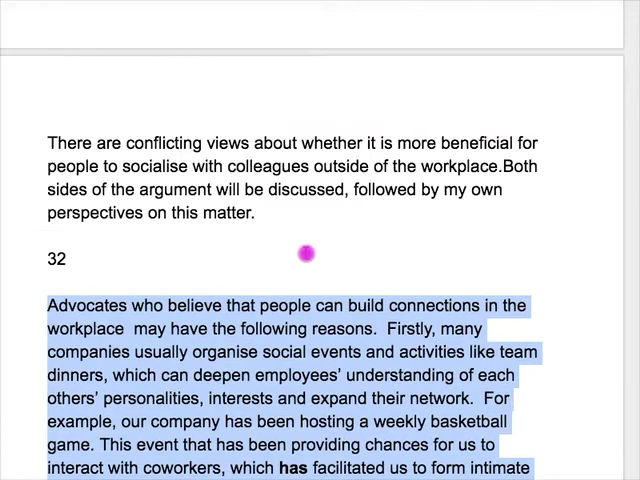 There are conflicting views about whether it is more beneficial for
people to socialise with colleagues outside of the workplace.Both
sides of the argument will be discussed, followed by my own
perspectives on this matter.
32
Advocates who believe that people can build connections in the
workplace  may have the following reasons.  Firstly, many
companies usually organise social events and activities like team
dinners, which can deepen employees’ understanding of each
others’ personalities, interests and expand their network.  For
example, our company has been hosting a weekly basketball
game. This event that has been providing chances for us to
interact with coworkers, which has facilitated us to form intimate